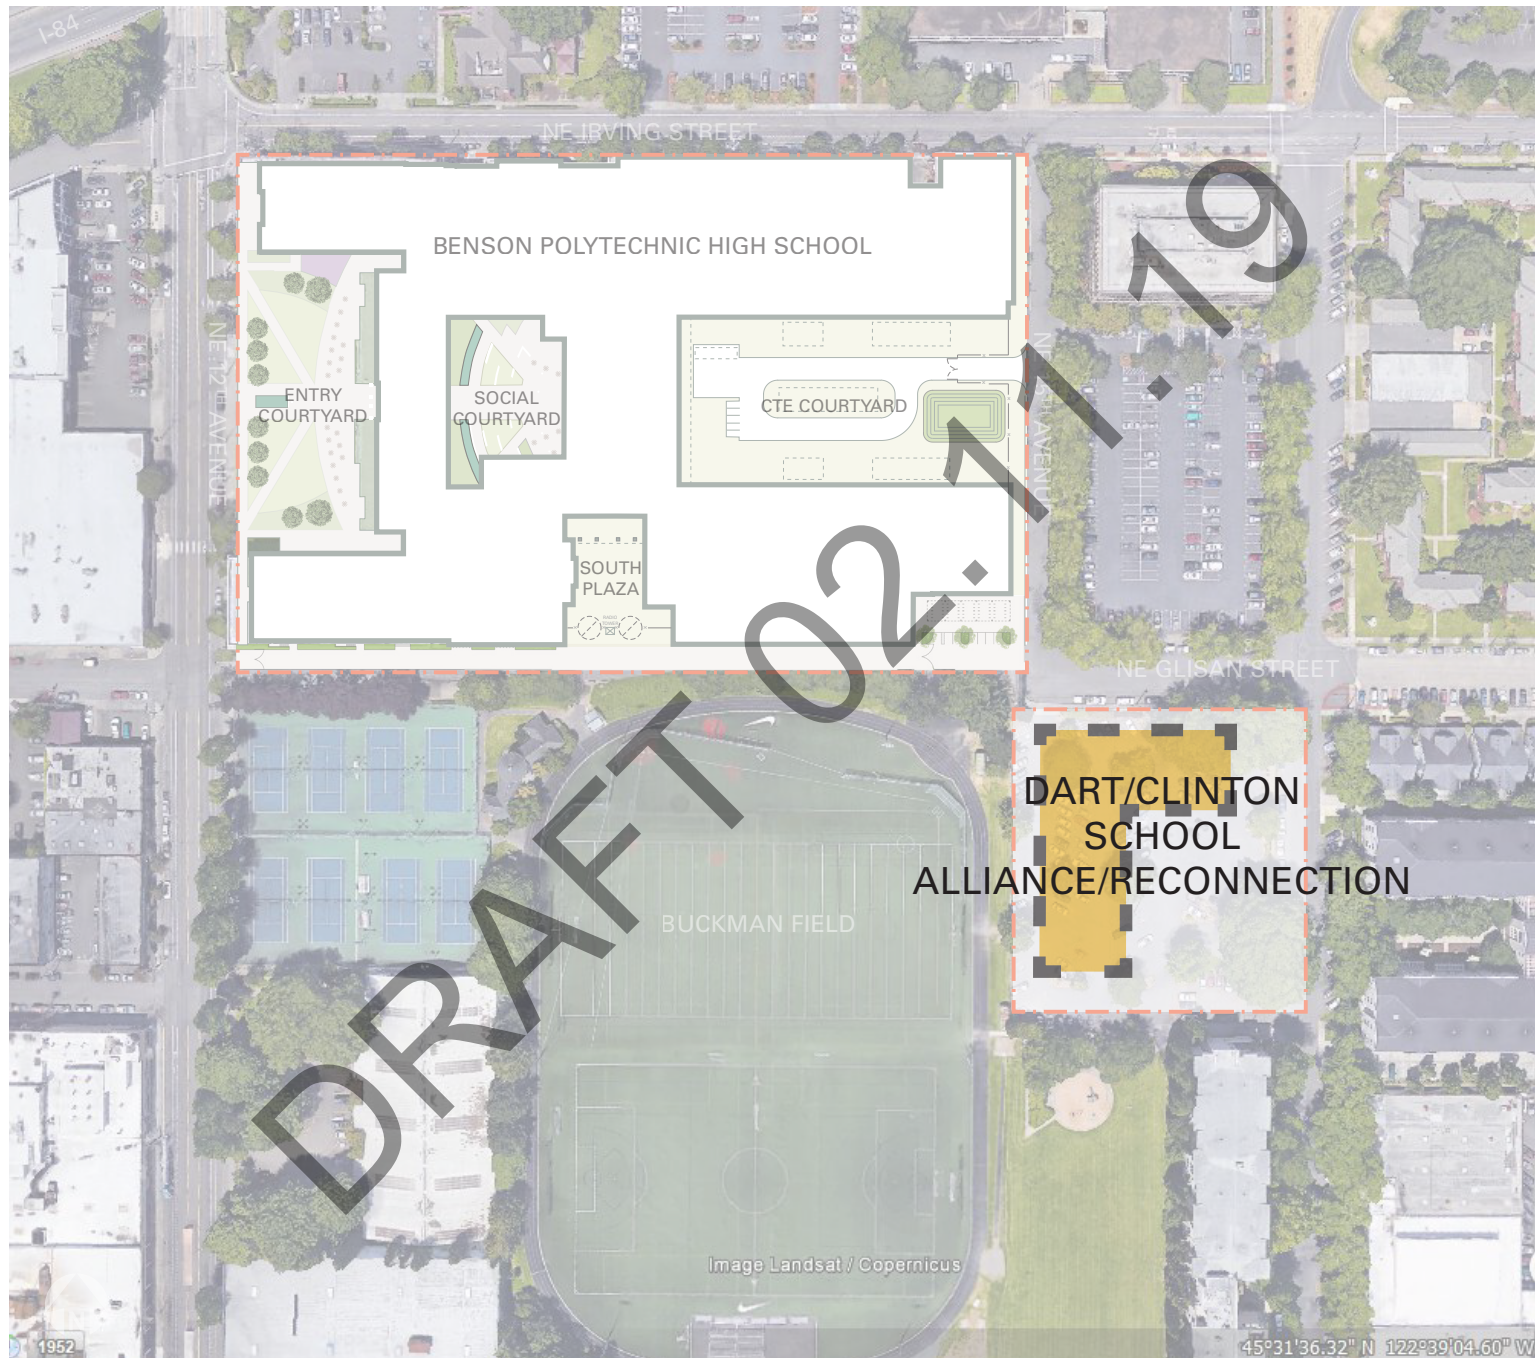 I-84
NE IRVING STREET
BENSON POLYTECHNIC HIGH SCHOOL
NE 12TH AVENUE
ENTRY
COURTYARD
SOCIAL
COURTYARD
CTE COURTYARD
SOUTH
PLAZA
NE GLISAN STREET
DART/CLINTON
SCHOOL
ALLIANCE/RECONNECTION
BUCKMAN FIELD
DRAFT 02.11.19
Image Landsat / Copernicus
1952
45°31'36.32" N 122°39'04.60" W